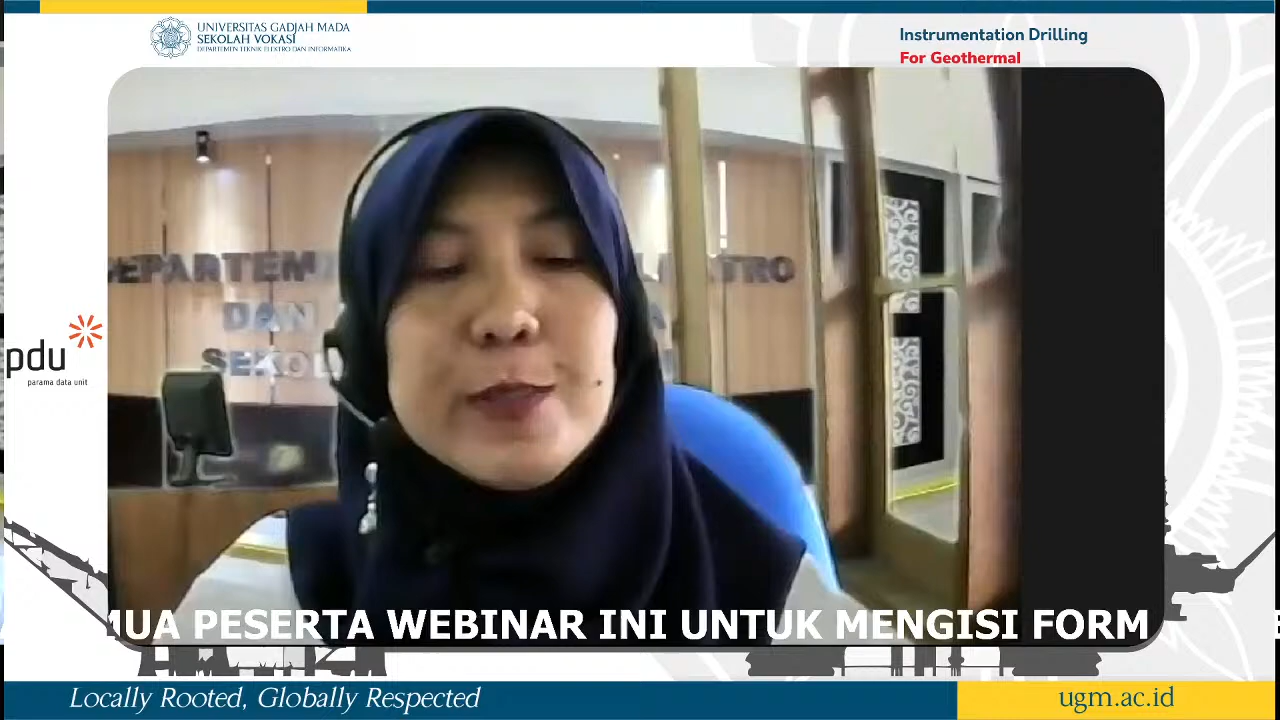 UNIVERSITAS GADJAH MADA
SEKOLAH VOKASI
DEPARTEMEN TEKNIK ELEKTRO DAN INFORMATIKA
Instrumentation Drilling
For Geothermal
DAN
pdu
parama data unit
PESERTA WEBINAR INI UNTUK MENGISI FORM
Locally Rooted, Globally Respected
ugm.ac.id